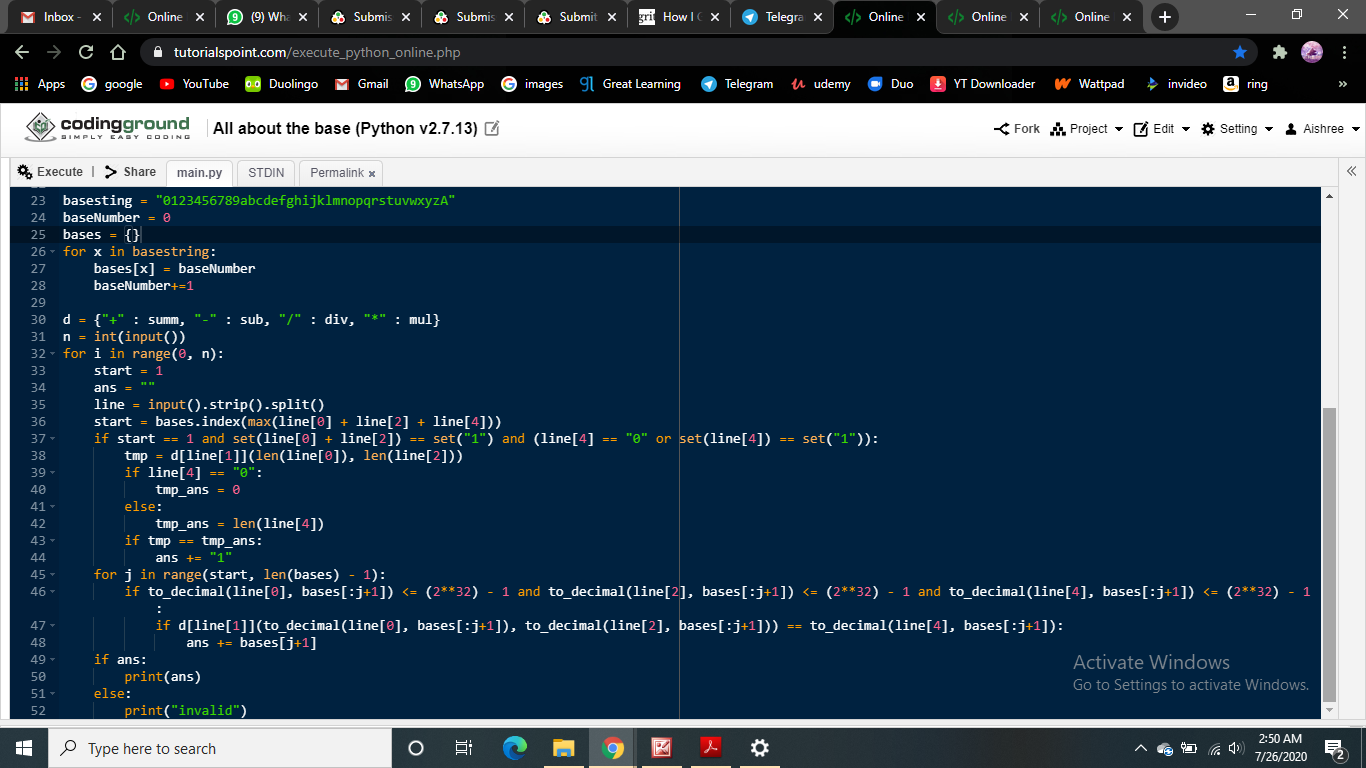 Inbox -
Online
(9) Wha
Submis
Submis
Submit
grit How I C
Telegra
Online
Online
Online
tutorialspoint.com/execute_python_online.php
Apps google YouTube Duolingo Gmail WhatsApp images Great Learning Telegram udemy Duo YT Downloader Wattpad invideo ring »
codingground
SIMPLY EASY CODING
All about the base (Python v2.7.13)
Fork Project Edit Setting Aishree
Execute | Share main.py STDIN Permalink x
23 basesting = "0123456789abcdefghijklmnopqrstuvwxyzA"
24 baseNumber = 0
25 bases = {}
26 for x in basestring:
27 bases[x] = baseNumber
28 baseNumber+=1
29
30 d = {"+" : summ, "-" : sub, "/" : div, "*" : mul}
31 n = int(input())
32 for i in range(0, n):
33 start = 1
34 ans = ""
35 line = input().strip().split()
36 start = bases.index(max(line[0] + line[2] + line[4]))
37 if start == 1 and set(line[0] + line[2]) == set("1") and (line[4] == "0" or set(line[4]) == set("1")):
38 tmp = d[line[1]](len(line[0]), len(line[2]))
39 if line[4] == "0":
40 tmp_ans = 0
41 else:
42 tmp_ans = len(line[4])
43 if tmp == tmp_ans:
44 ans += "1"
45 for j in range(start, len(bases) - 1):
46 if to_decimal(line[0], bases[:j+1]) <= (2**32) - 1 and to_decimal(line[2], bases[:j+1]) <= (2**32) - 1 and to_decimal(line[4], bases[:j+1]) <= (2**32) - 1
:
47 if d[line[1]](to_decimal(line[0], bases[:j+1]), to_decimal(line[2], bases[:j+1])) == to_decimal(line[4], bases[:j+1]):
48 ans += bases[j+1]
49 if ans:
50 print(ans)
51 else:
52 print("invalid")
Activate Windows
Go to Settings to activate Windows.
Type here to search
2:50 AM
7/26/2020
2